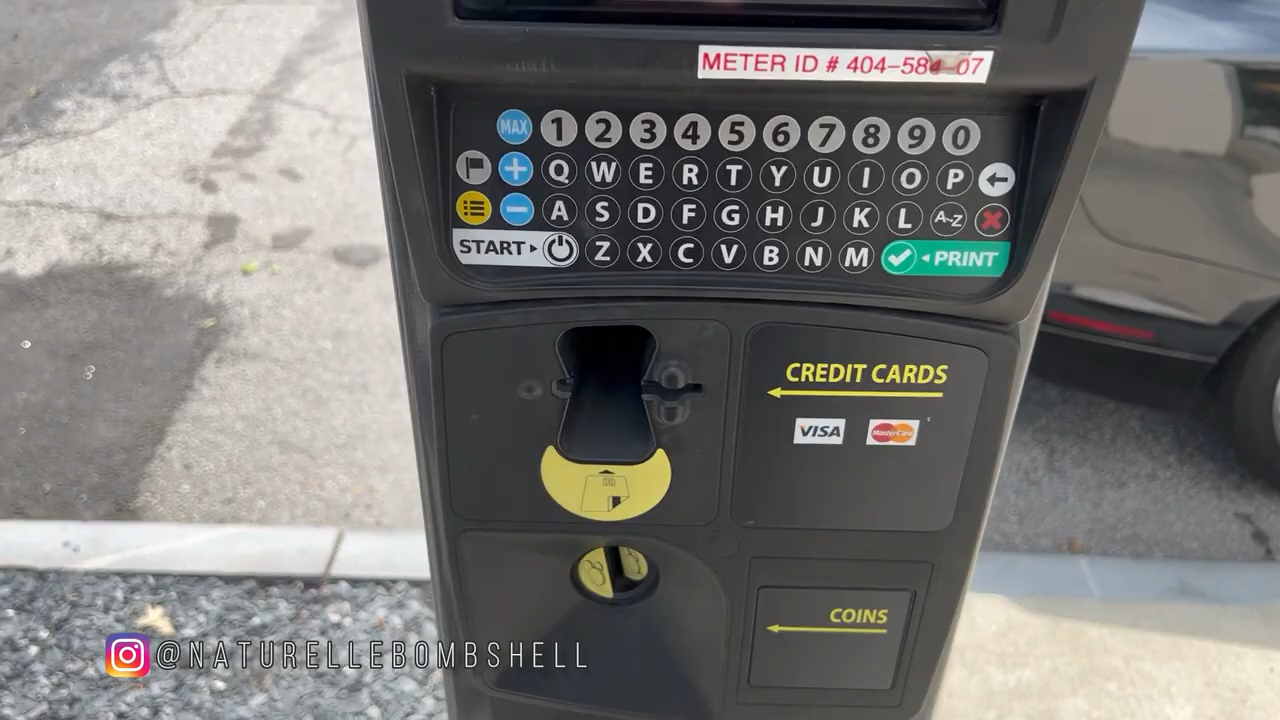 METER ID # 404-584-07
MAX 1 2 3 4 5 6 7 8 9 0
+ Q W E R T Y U I O P
- A S D F G H J K L A~Z
START Z X C V B N M PRINT
CREDIT CARDS
VISA MasterCard
COINS
@NATURELLEBOMBSHELL